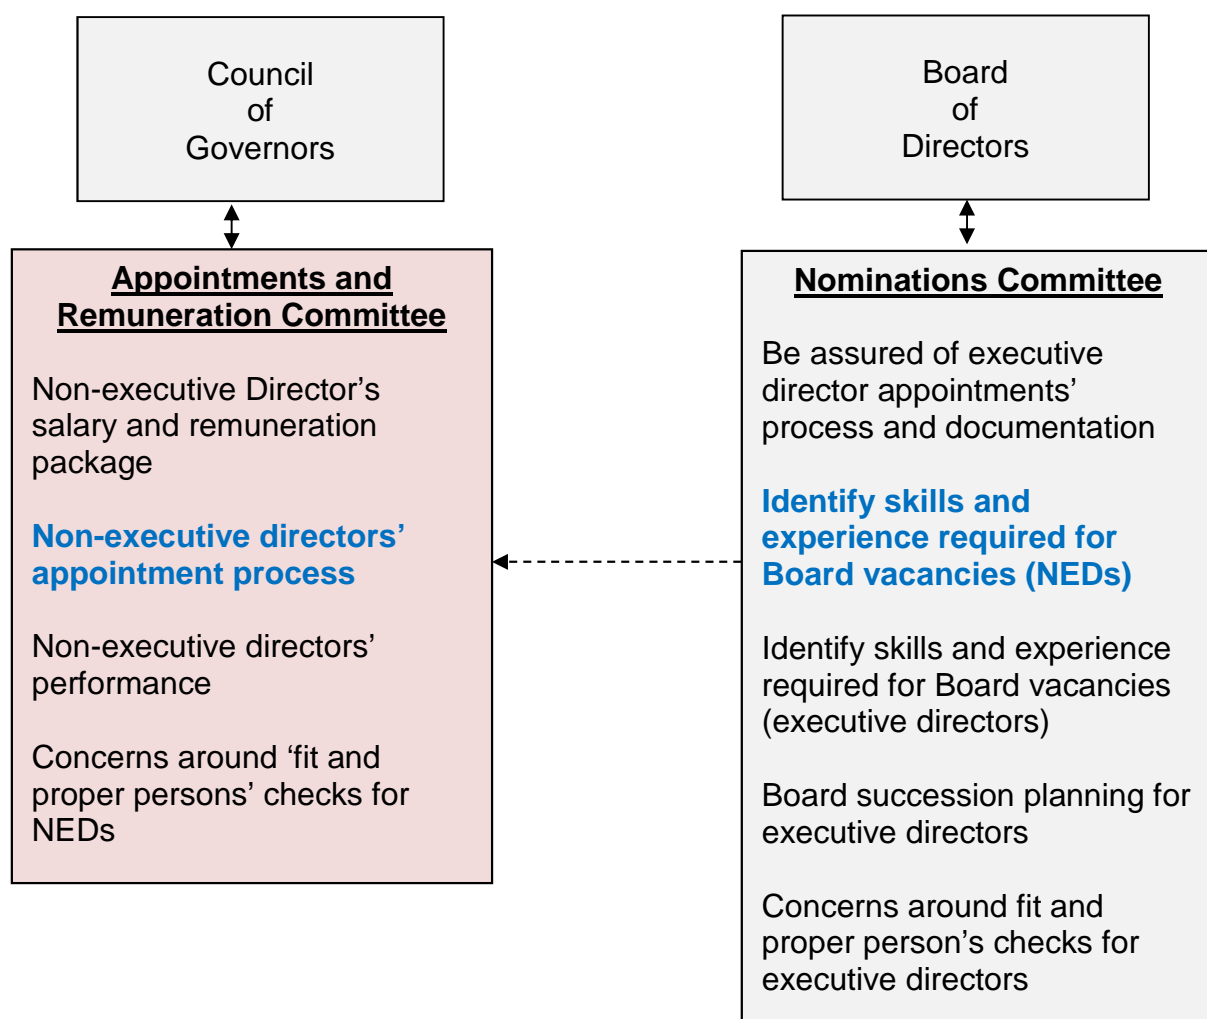 Council
of
Governors
Board
of
Directors
Appointments and
Remuneration Committee
Non-executive Director’s
salary and remuneration
package
Non-executive directors’
appointment process
Non-executive directors’
performance
Concerns around ‘fit and
proper persons’ checks for
NEDs
Nominations Committee
Be assured of executive
director appointments’
process and documentation
Identify skills and
experience required for
Board vacancies (NEDs)
Identify skills and experience
required for Board vacancies
(executive directors)
Board succession planning for
executive directors
Concerns around fit and
proper person’s checks for
executive directors